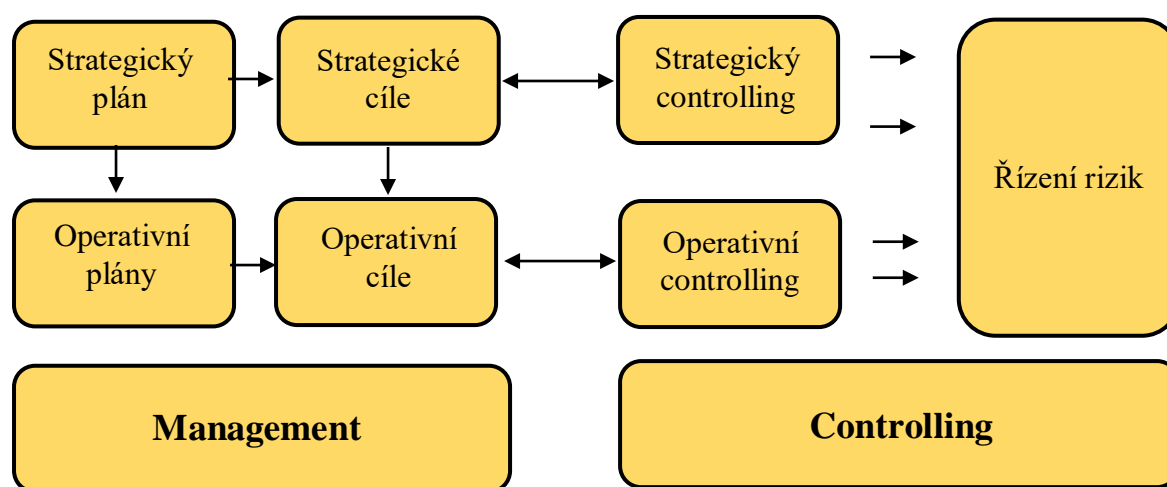 Strategický
plán
Strategické
cíle
Strategický
controlling
Řízení rizik
Operativní
plány
Operativní
cíle
Operativní
controlling
Management
Controlling